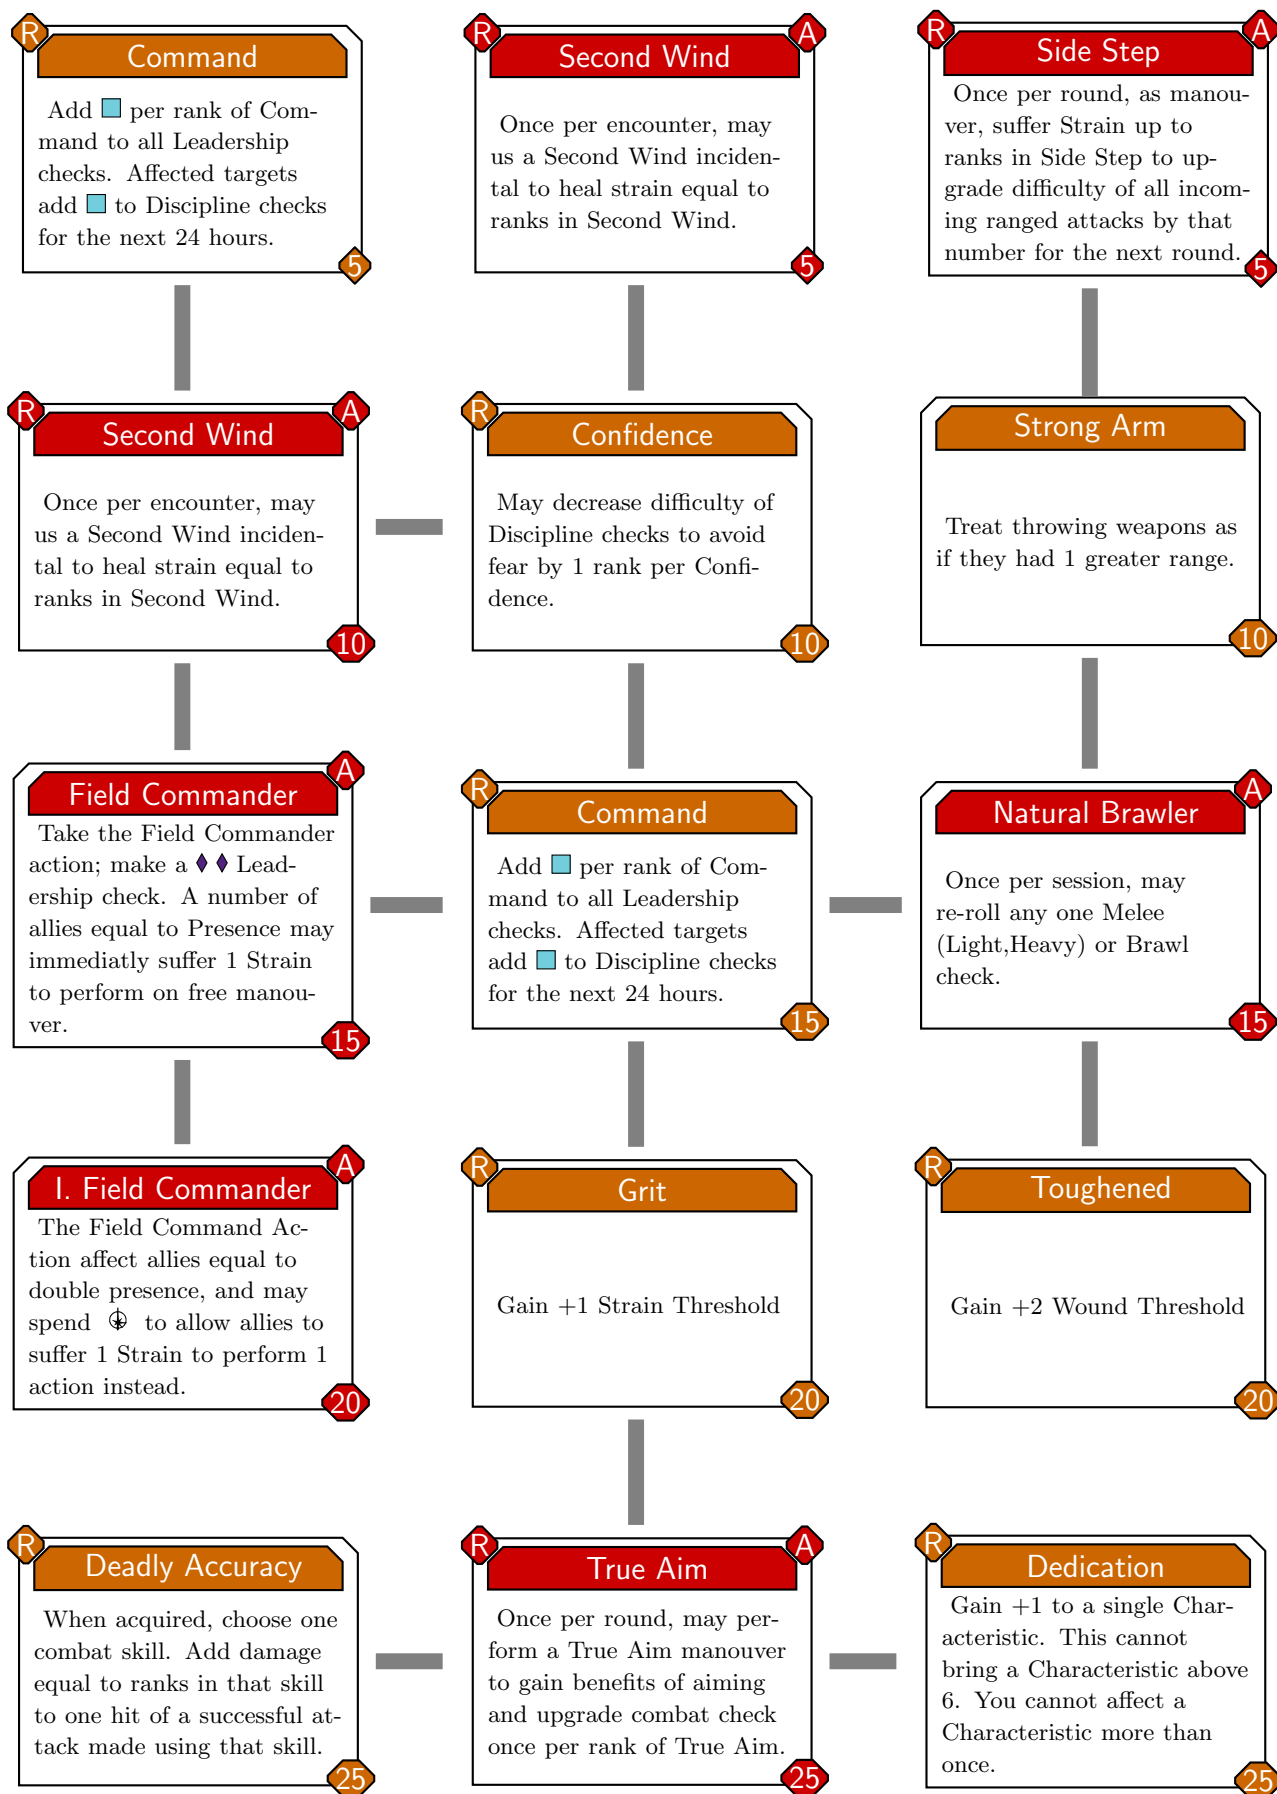 R
Command
Add per rank of Com-
mand to all Leadership
checks. Affected targets
add to Discipline checks
for the next 24 hours.
5
R
A
Second Wind
Once per encounter, may
us a Second Wind inciden-
tal to heal strain equal to
ranks in Second Wind.
5
R
A
Side Step
Once per round, as manou-
ver, suffer Strain up to
ranks in Side Step to up-
grade difficulty of all incom-
ing ranged attacks by that
number for the next round.
5
R
A
Second Wind
Once per encounter, may
us a Second Wind inciden-
tal to heal strain equal to
ranks in Second Wind.
10
R
Confidence
May decrease difficulty of
Discipline checks to avoid
fear by 1 rank per Confi-
dence.
10
Strong Arm
Treat throwing weapons as
if they had 1 greater range.
10
A
Field Commander
Take the Field Commander
action; make a Lead-
ership check. A number of
allies equal to Presence may
immediatly suffer 1 Strain
to perform on free manou-
ver.
15
R
Command
Add per rank of Com-
mand to all Leadership
checks. Affected targets
add to Discipline checks
for the next 24 hours.
15
A
Natural Brawler
Once per session, may
re-roll any one Melee
(Light,Heavy) or Brawl
check.
15
A
I. Field Commander
The Field Command Ac-
tion affect allies equal to
double presence, and may
spend to allow allies to
suffer 1 Strain to perform 1
action instead.
20
R
Grit
Gain +1 Strain Threshold
20
R
Toughened
Gain +2 Wound Threshold
20
R
Deadly Accuracy
When acquired, choose one
combat skill. Add damage
equal to ranks in that skill
to one hit of a successful at-
tack made using that skill.
25
R
A
True Aim
Once per round, may per-
form a True Aim manouver
to gain benefits of aiming
and upgrade combat check
once per rank of True Aim.
25
R
Dedication
Gain +1 to a single Char-
acteristic. This cannot
bring a Characteristic above
6. You cannot affect a
Characteristic more than
once.
25